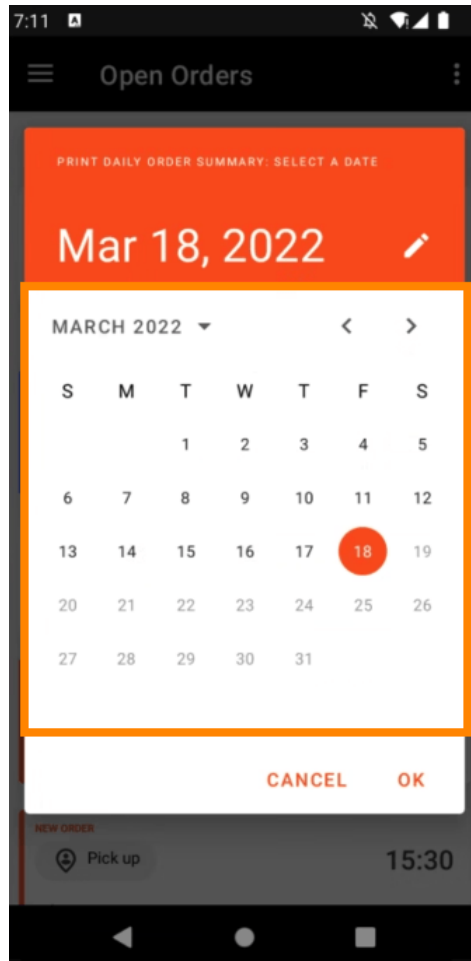 7:11 A
Open Orders
PRINT DAILY ORDER SUMMARY: SELECT A DATE
Mar 18, 2022
MARCH 2022
S M T W T F S
1 2 3 4 5
6 7 8 9 10 11 12
13 14 15 16 17 18 19
20 21 22 23 24 25 26
27 28 29 30 31
CANCEL OK
NEW ORDER
Pick up 15:30